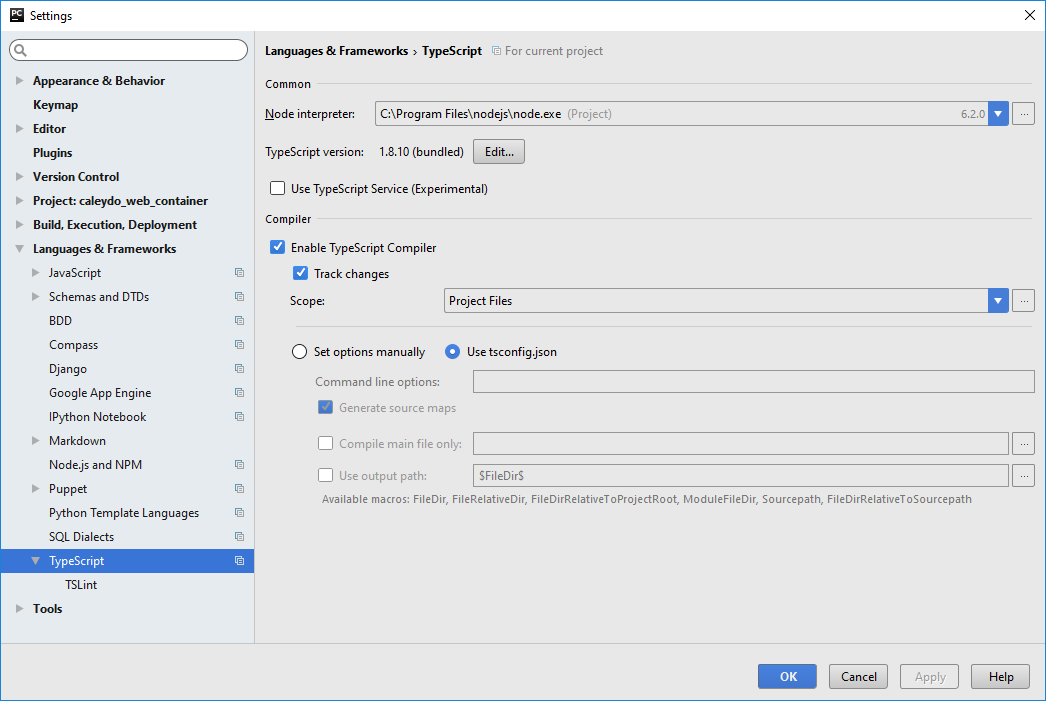 PC Settings
Appearance & Behavior
Keymap
Editor
Plugins
Version Control
Project: caleydo_web_container
Build, Execution, Deployment
Languages & Frameworks
JavaScript
Schemas and DTDs
BDD
Compass
Django
Google App Engine
IPython Notebook
Markdown
Node.js and NPM
Puppet
Python Template Languages
SQL Dialects
TypeScript
TSLint
Tools
Languages & Frameworks › TypeScript For current project
Common
Node interpreter: C:\Program Files\nodejs\node.exe (Project) 6.2.0 ...
TypeScript version: 1.8.10 (bundled) Edit...
Use TypeScript Service (Experimental)
Compiler
Enable TypeScript Compiler
Track changes
Scope: Project Files ...
Set options manually Use tsconfig.json
Command line options:
Generate source maps
Compile main file only: ...
Use output path: $FileDir$ ...
Available macros: FileDir, FileRelativeDir, FileDirRelativeToProjectRoot, ModuleFileDir, Sourcepath, FileDirRelativeToSourcepath
OK Cancel Apply Help